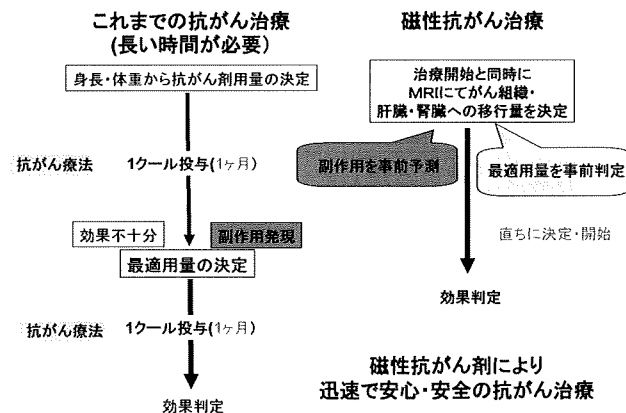 これまでの抗がん治療
(長い時間が必要)
身長・体重から抗がん剤用量の決定
抗がん療法
1クール投与(1ヶ月)
効果不十分
副作用発現
最適用量の決定
抗がん療法
1クール投与(1ヶ月)
効果判定
磁性抗がん治療
治療開始と同時に
MRIにてがん組織・
肝臓・腎臓への移行量を決定
副作用を事前予測
最適用量を事前判定
直ちに決定・開始
効果判定
磁性抗がん剤により
迅速で安心・安全の抗がん治療